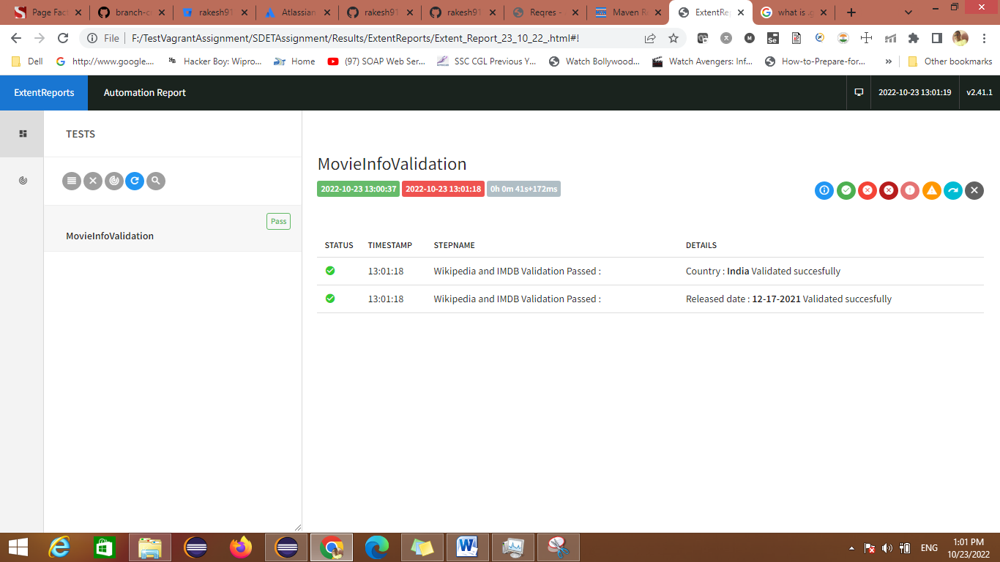 Page Fact
branch-c
rakesh91
Atlassian
rakesh91
rakesh91
Reqres -
Maven Re
ExtentRep
what is .g
File | F:/TestVagrantAssignment/SDETAssignment/Results/ExtentReports/Extent_Report_23_10_22_.html#!
Dell
http://www.google....
Hacker Boy: Wipro...
Home
(97) SOAP Web Ser...
SSC CGL Previous Y...
Watch Bollywood...
Watch Avengers: Inf...
How-to-Prepare-for...
»
Other bookmarks
ExtentReports
Automation Report
2022-10-23 13:01:19
v2.41.1
TESTS
Pass
MovieInfoValidation
MovieInfoValidation
2022-10-23 13:00:37 2022-10-23 13:01:18 0h 0m 41s+172ms
STATUS TIMESTAMP STEPNAME DETAILS
13:01:18 Wikipedia and IMDB Validation Passed : Country : India Validated succesfully
13:01:18 Wikipedia and IMDB Validation Passed : Released date : 12-17-2021 Validated succesfully
ENG
1:01 PM
10/23/2022